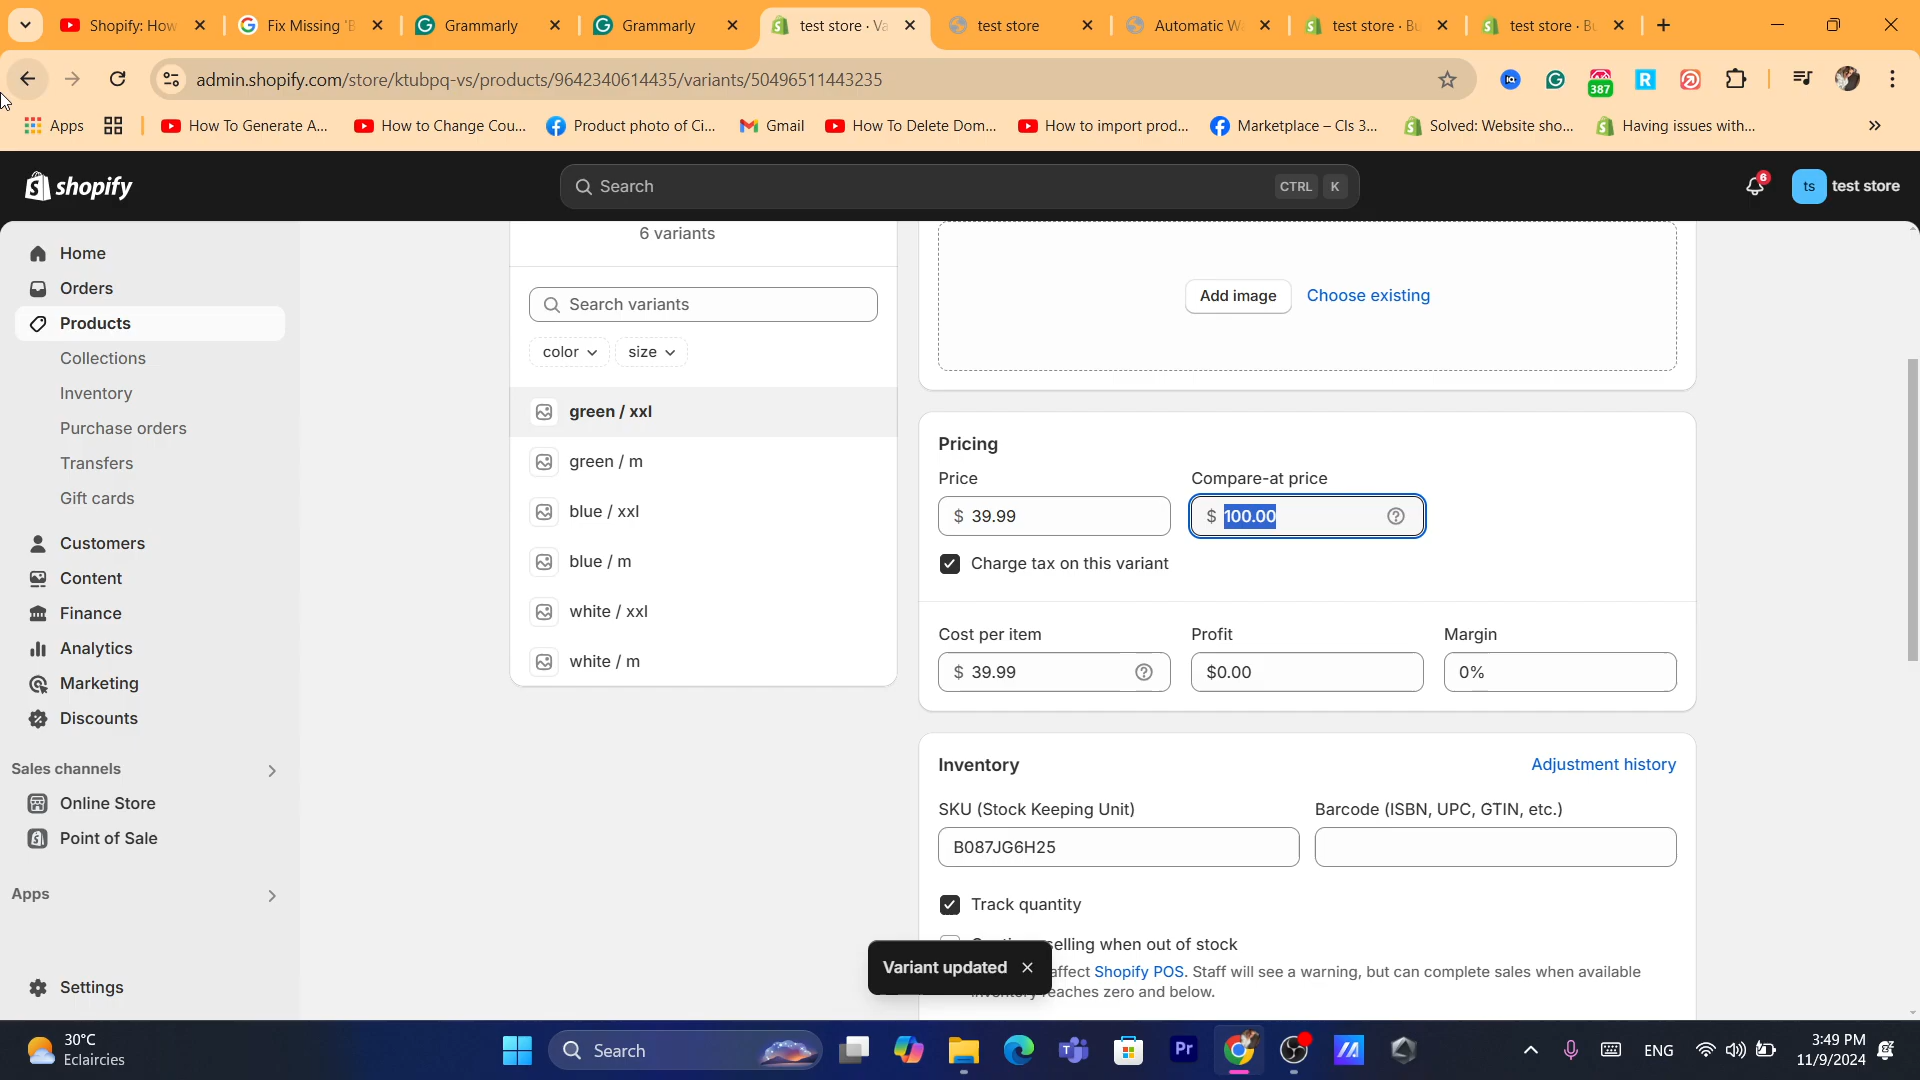 Shopify: How
Fix Missing 'B
Grammarly
Grammarly
test store · Va
test store
Automatic W
test store · Bu
test store · Bu
admin.shopify.com/store/ktubpq-vs/products/9642340614435/variants/50496511443235
387
Apps
How To Generate A...
How to Change Cou...
Product photo of Ci...
Gmail
How To Delete Dom...
How to import prod...
Marketplace – Cls 3...
Solved: Website sho...
Having issues with...
shopify
Search
CTRL K
6
ts
test store
Home
Orders
Products
Collections
Inventory
Purchase orders
Transfers
Gift cards
Customers
Content
Finance
Analytics
Marketing
Discounts
Sales channels
Online Store
Point of Sale
Apps
Settings
6 variants
Search variants
color
size
green / xxl
green / m
blue / xxl
blue / m
white / xxl
white / m
Add image
Choose existing
Pricing
Price
Compare-at price
$ 39.99
$ 100.00
Charge tax on this variant
Cost per item
Profit
Margin
$ 39.99
$0.00
0%
Inventory
Adjustment history
SKU (Stock Keeping Unit)
Barcode (ISBN, UPC, GTIN, etc.)
B087JG6H25
Track quantity
selling when out of stock
affect Shopify POS. Staff will see a warning, but can complete sales when available
reaches zero and below.
Variant updated
30°C
Eclaircies
Search
Pr
ENG
3:49 PM
11/9/2024